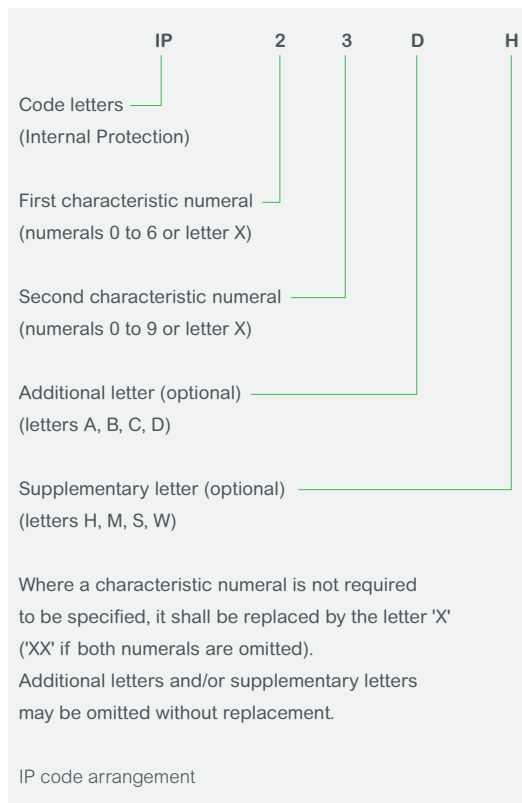 IP 2 3 D H
Code letters
(Internal Protection)
First characteristic numeral
(numerals 0 to 6 or letter X)
Second characteristic numeral
(numerals 0 to 9 or letter X)
Additional letter (optional)
(letters A, B, C, D)
Supplementary letter (optional)
(letters H, M, S, W)
Where a characteristic numeral is not required
to be specified, it shall be replaced by the letter 'X'
('XX' if both numerals are omitted).
Additional letters and/or supplementary letters
may be omitted without replacement.
IP code arrangement